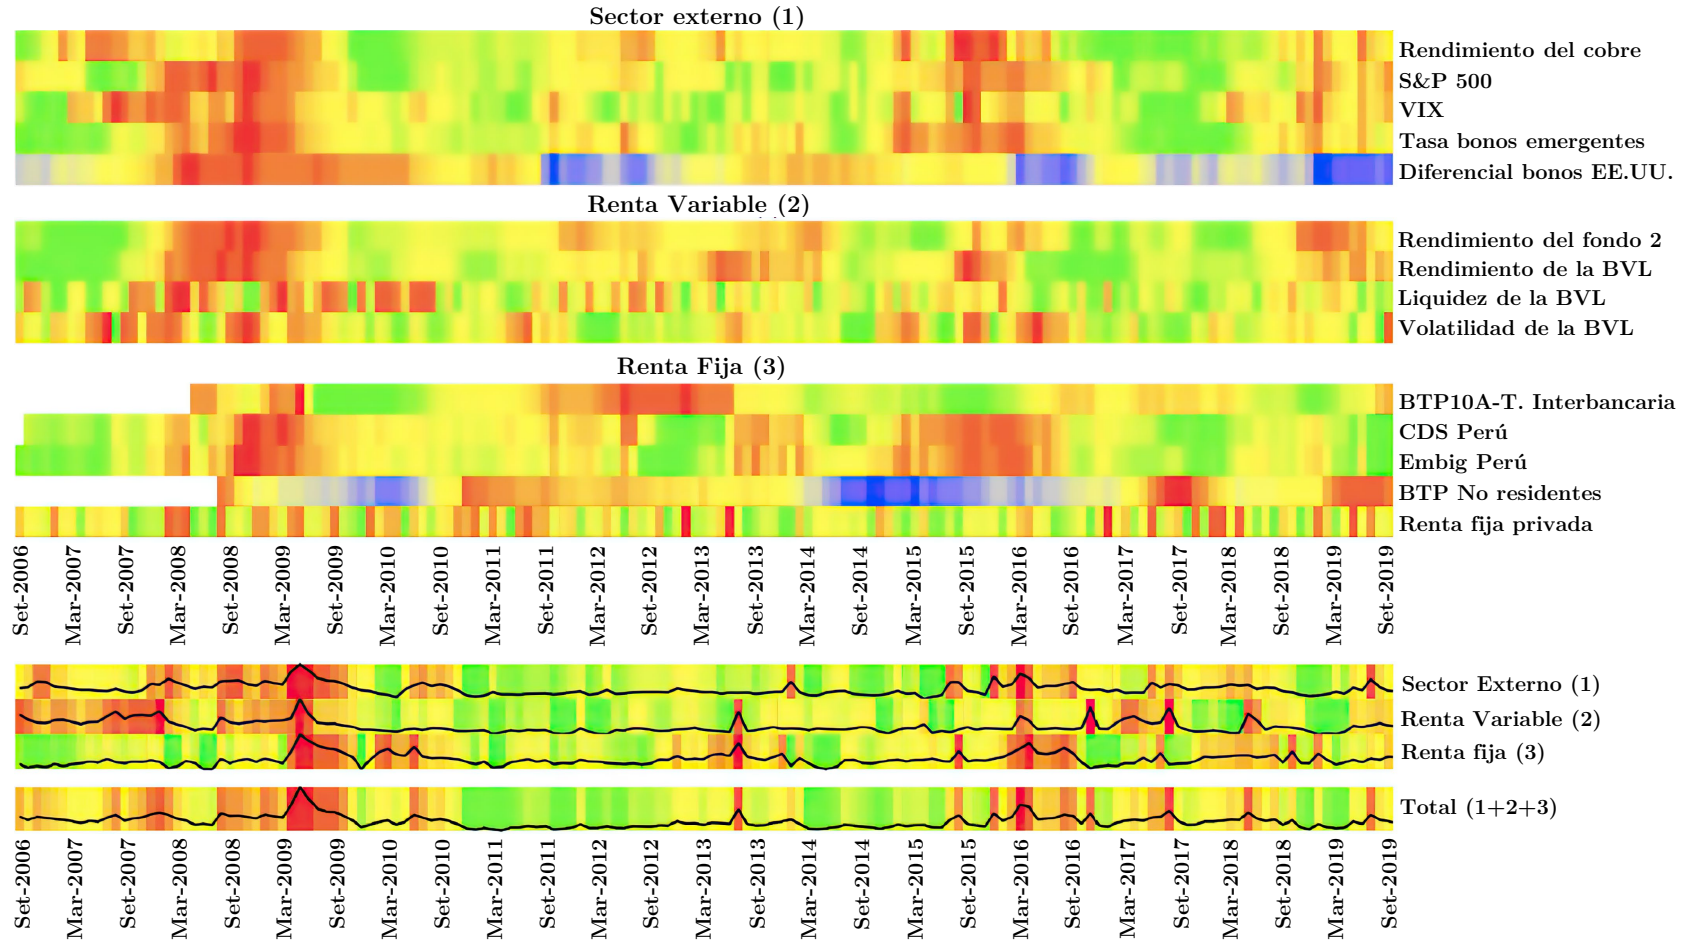 Sector externo (1)
Rendimiento del cobre
S&P 500
VIX
Tasa bonos emergentes
Diferencial bonos EE.UU.
Renta Variable (2)
Rendimiento del fondo 2
Rendimiento de la BVL
Liquidez de la BVL
Volatilidad de la BVL
Renta Fija (3)
BTP10A-T. Interbancaria
CDS Perú
Embig Perú
BTP No residentes
Renta fija privada
Set-2006
Mar-2007
Set-2007
Mar-2008
Set-2008
Mar-2009
Set-2009
Mar-2010
Set-2010
Mar-2011
Set-2011
Mar-2012
Set-2012
Mar-2013
Set-2013
Mar-2014
Set-2014
Mar-2015
Set-2015
Mar-2016
Set-2016
Mar-2017
Set-2017
Mar-2018
Set-2018
Mar-2019
Set-2019
Sector Externo (1)
Renta Variable (2)
Renta fija (3)
Total (1+2+3)
Set-2006
Mar-2007
Set-2007
Mar-2008
Set-2008
Mar-2009
Set-2009
Mar-2010
Set-2010
Mar-2011
Set-2011
Mar-2012
Set-2012
Mar-2013
Set-2013
Mar-2014
Set-2014
Mar-2015
Set-2015
Mar-2016
Set-2016
Mar-2017
Set-2017
Mar-2018
Set-2018
Mar-2019
Set-2019